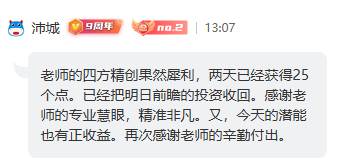 沛城 V 9周年 no.2 13:07
老师的四方精创果然犀利，两天已经获得25
个点。已经把明日前瞻的投资收回。感谢老
师的专业慧眼，精准非凡。又，今天的潜能
也有正收益。再次感谢老师的辛勤付出。